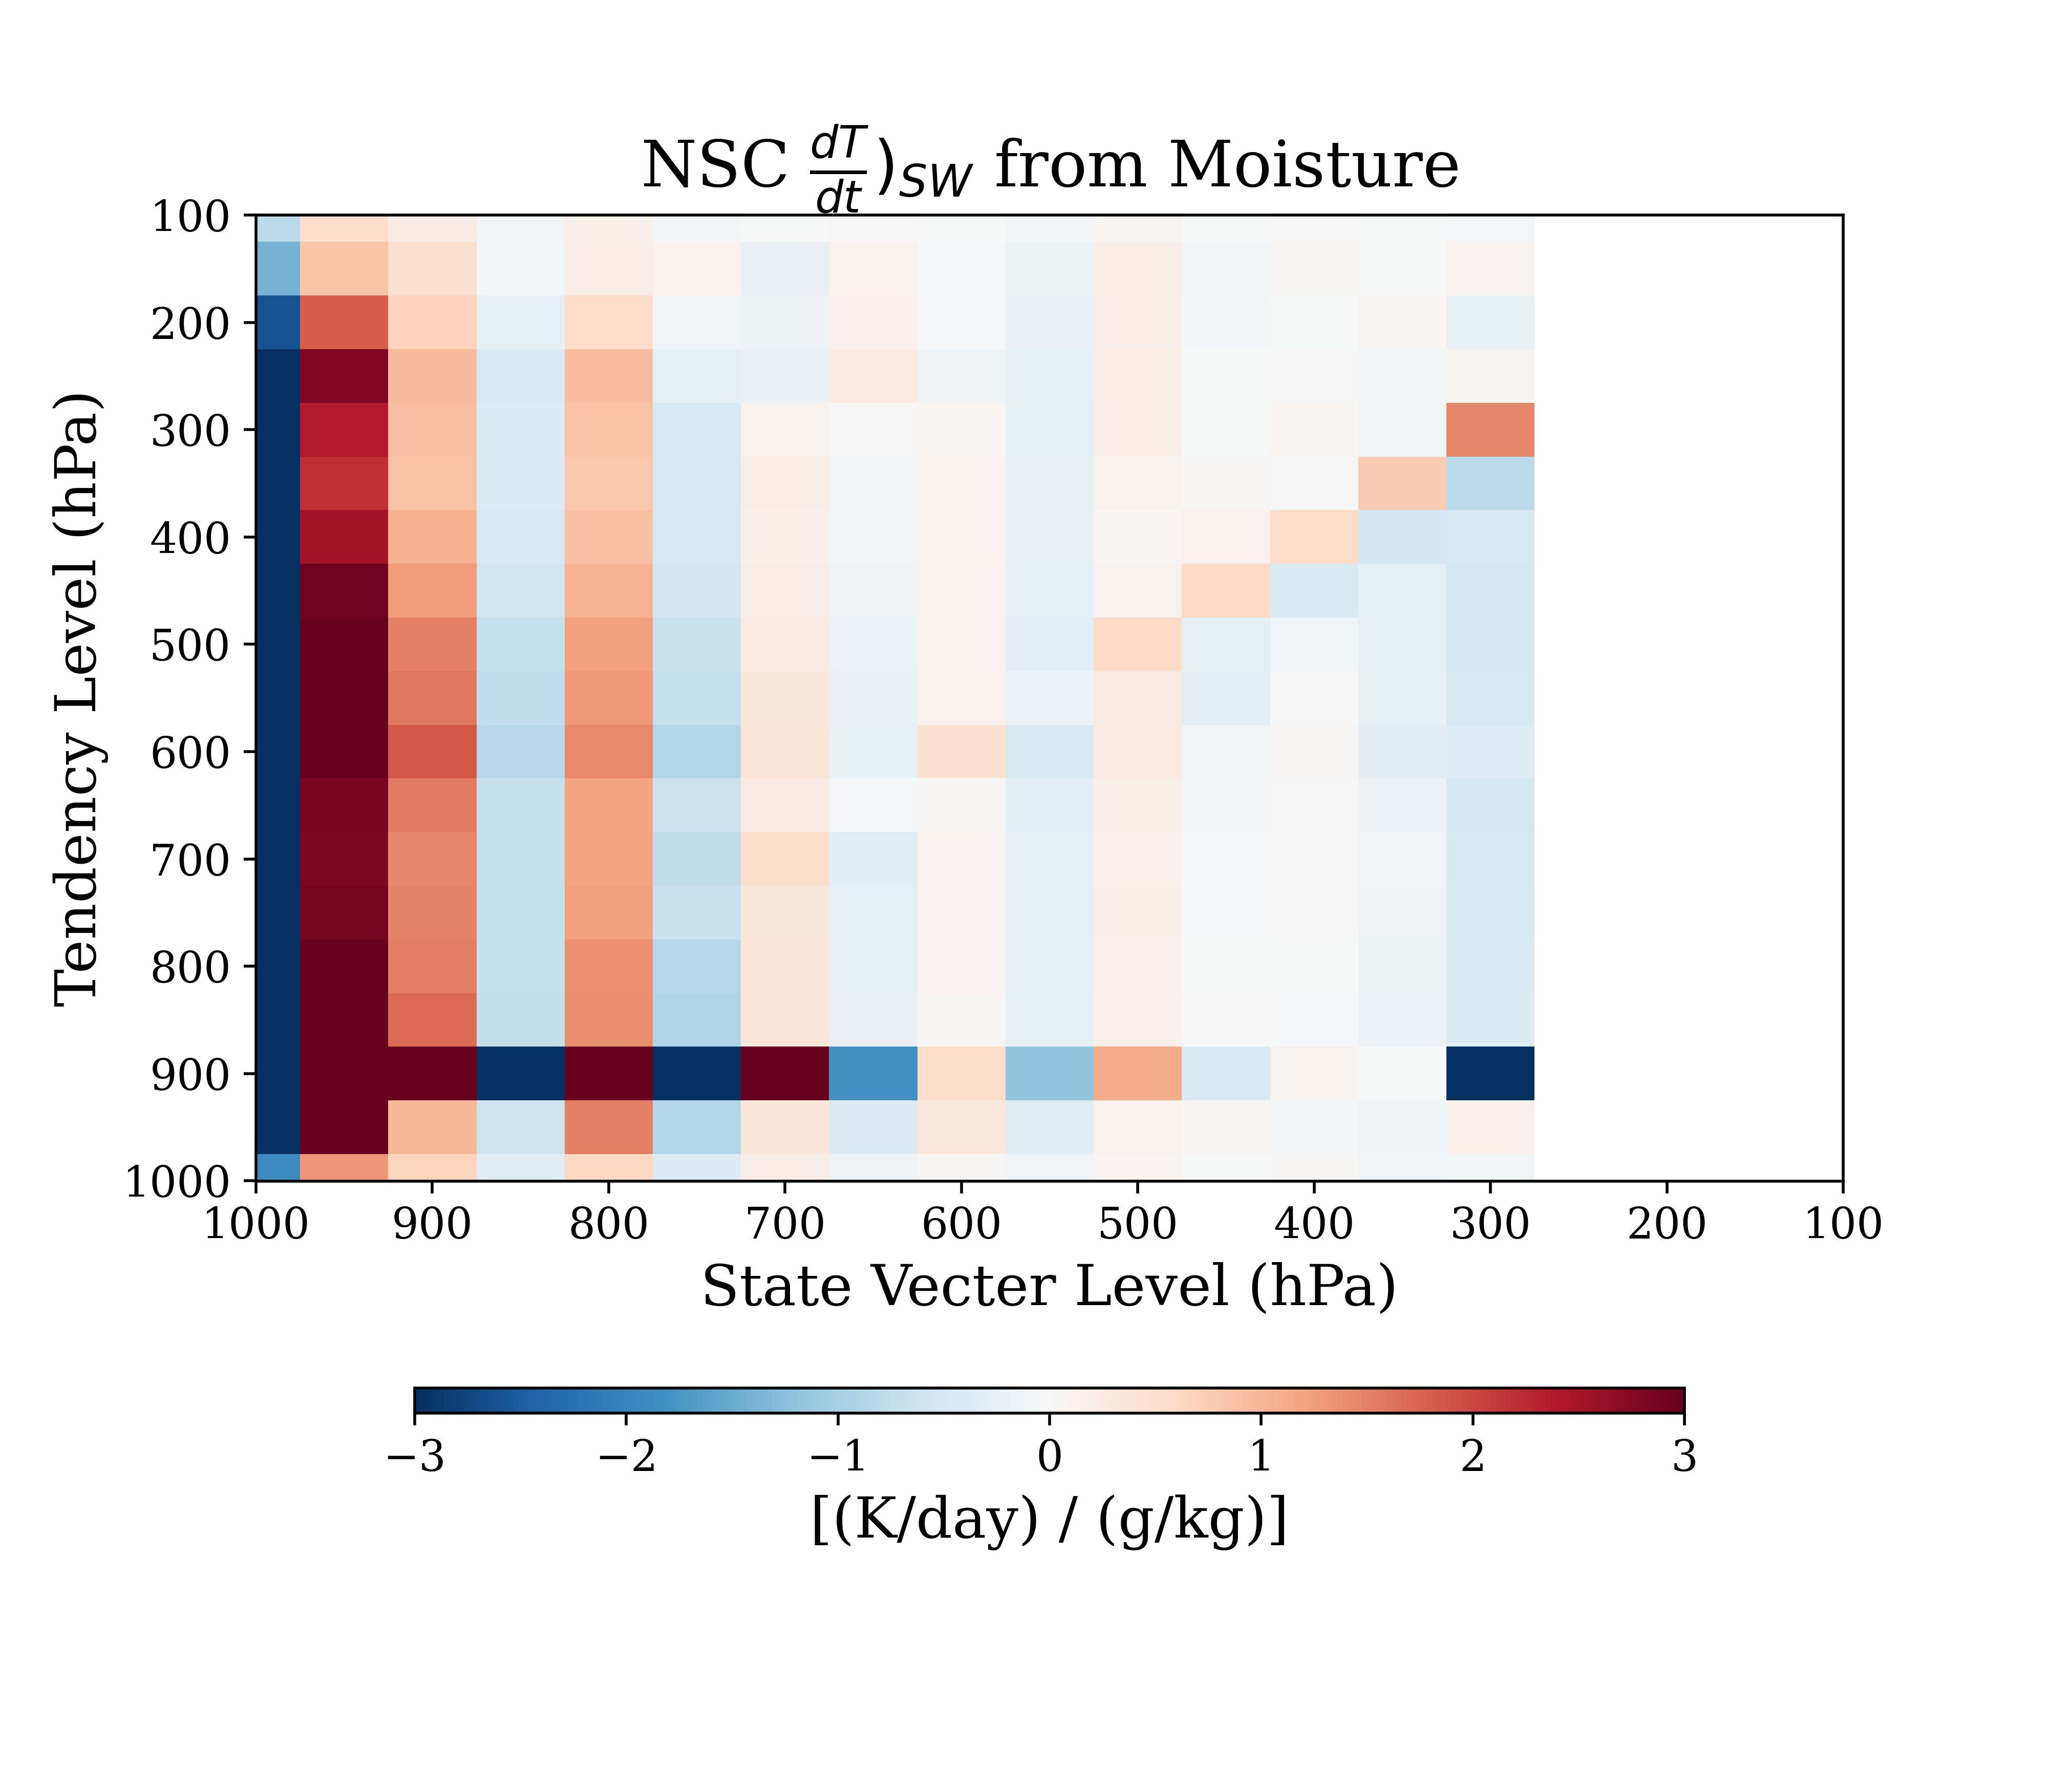 NSC dT/dt)SW from Moisture
Tendency Level (hPa)
100
200
300
400
500
600
700
800
900
1000
1000 900 800 700 600 500 400 300 200 100
State Vecter Level (hPa)
−3 −2 −1 0 1 2 3
[(K/day) / (g/kg)]